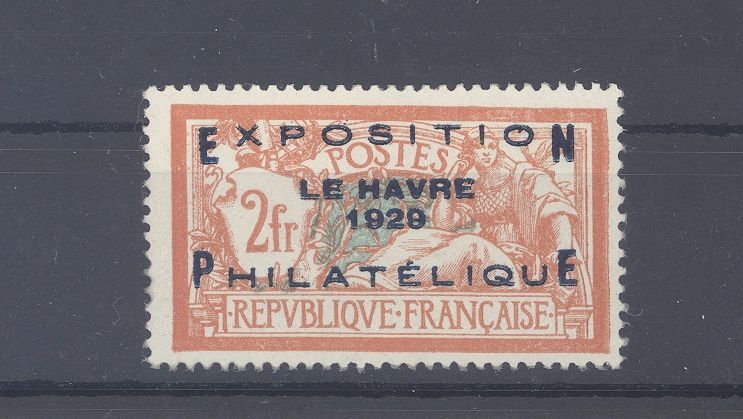 EXPOSITION
POSTES
LE HAVRE
1929
2fr
PHILATÉLIQUE
·REPVBLIQVE·FRANÇAISE·